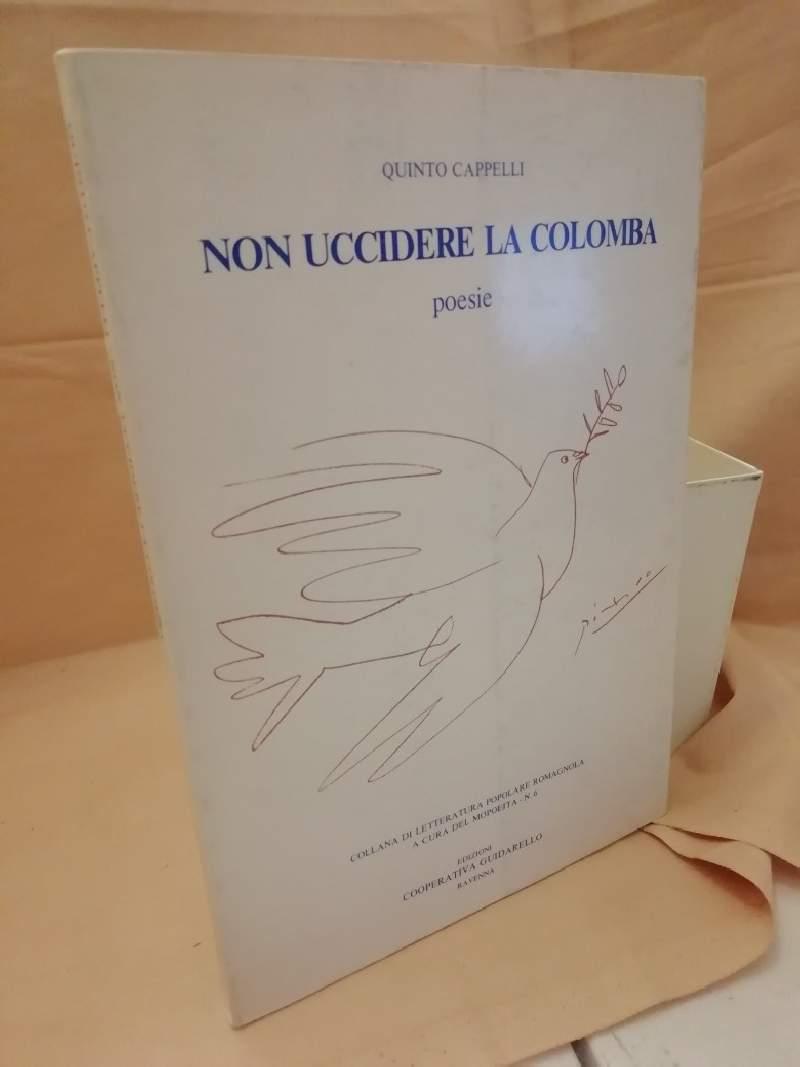 QUINTO CAPPELLI
NON UCCIDERE LA COLOMBA
poesie
COLLANA DI LETTERATURA POPOLARE ROMAGNOLA
A CURA DEL MOPOEITA - N. 6
EDIZIONI
COOPERATIVA GUIDARELLO
RAVENNA